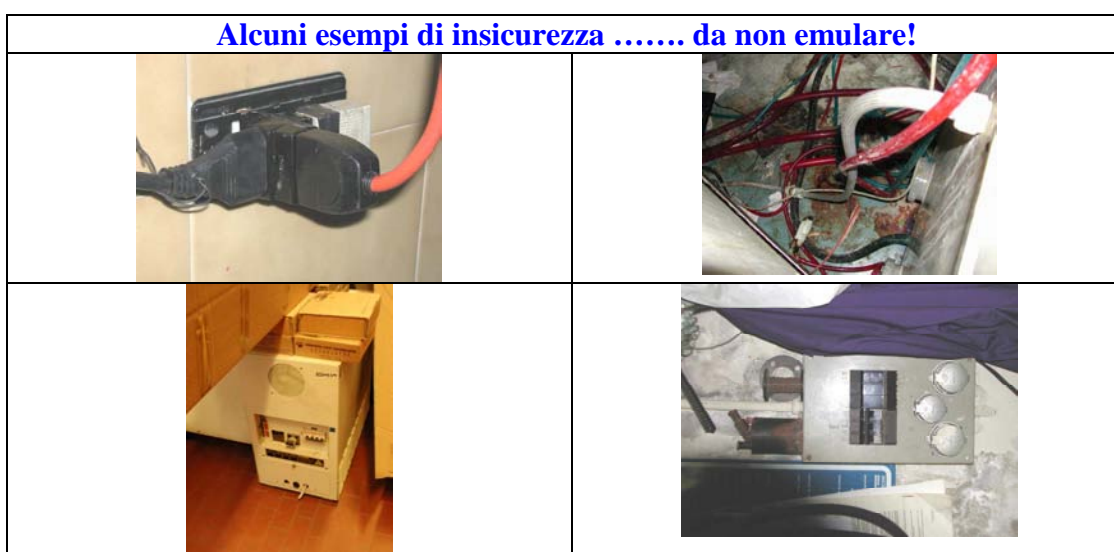 Alcuni esempi di insicurezza ……. da non emulare!